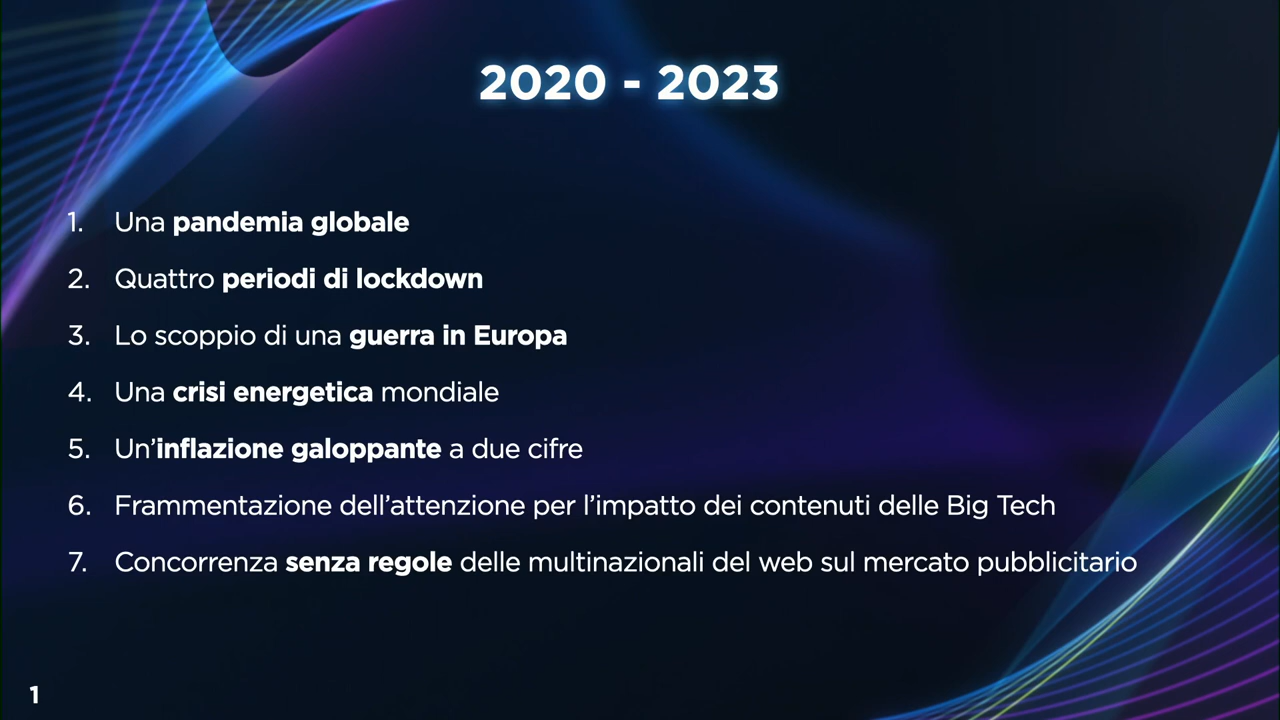 2020 - 2023
1. Una pandemia globale
2. Quattro periodi di lockdown
3. Lo scoppio di una guerra in Europa
4. Una crisi energetica mondiale
5. Un’inflazione galoppante a due cifre
6. Frammentazione dell’attenzione per l’impatto dei contenuti delle Big Tech
7. Concorrenza senza regole delle multinazionali del web sul mercato pubblicitario
1